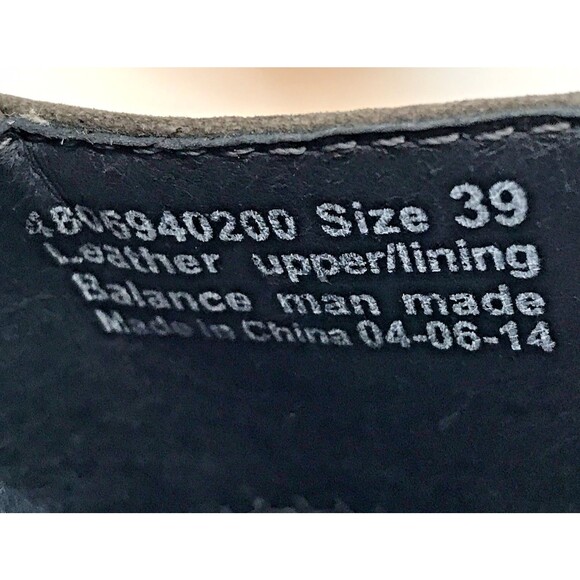 4806940200 Size 39
Leather upper/lining
Balance man made
Made in China 04-06-14